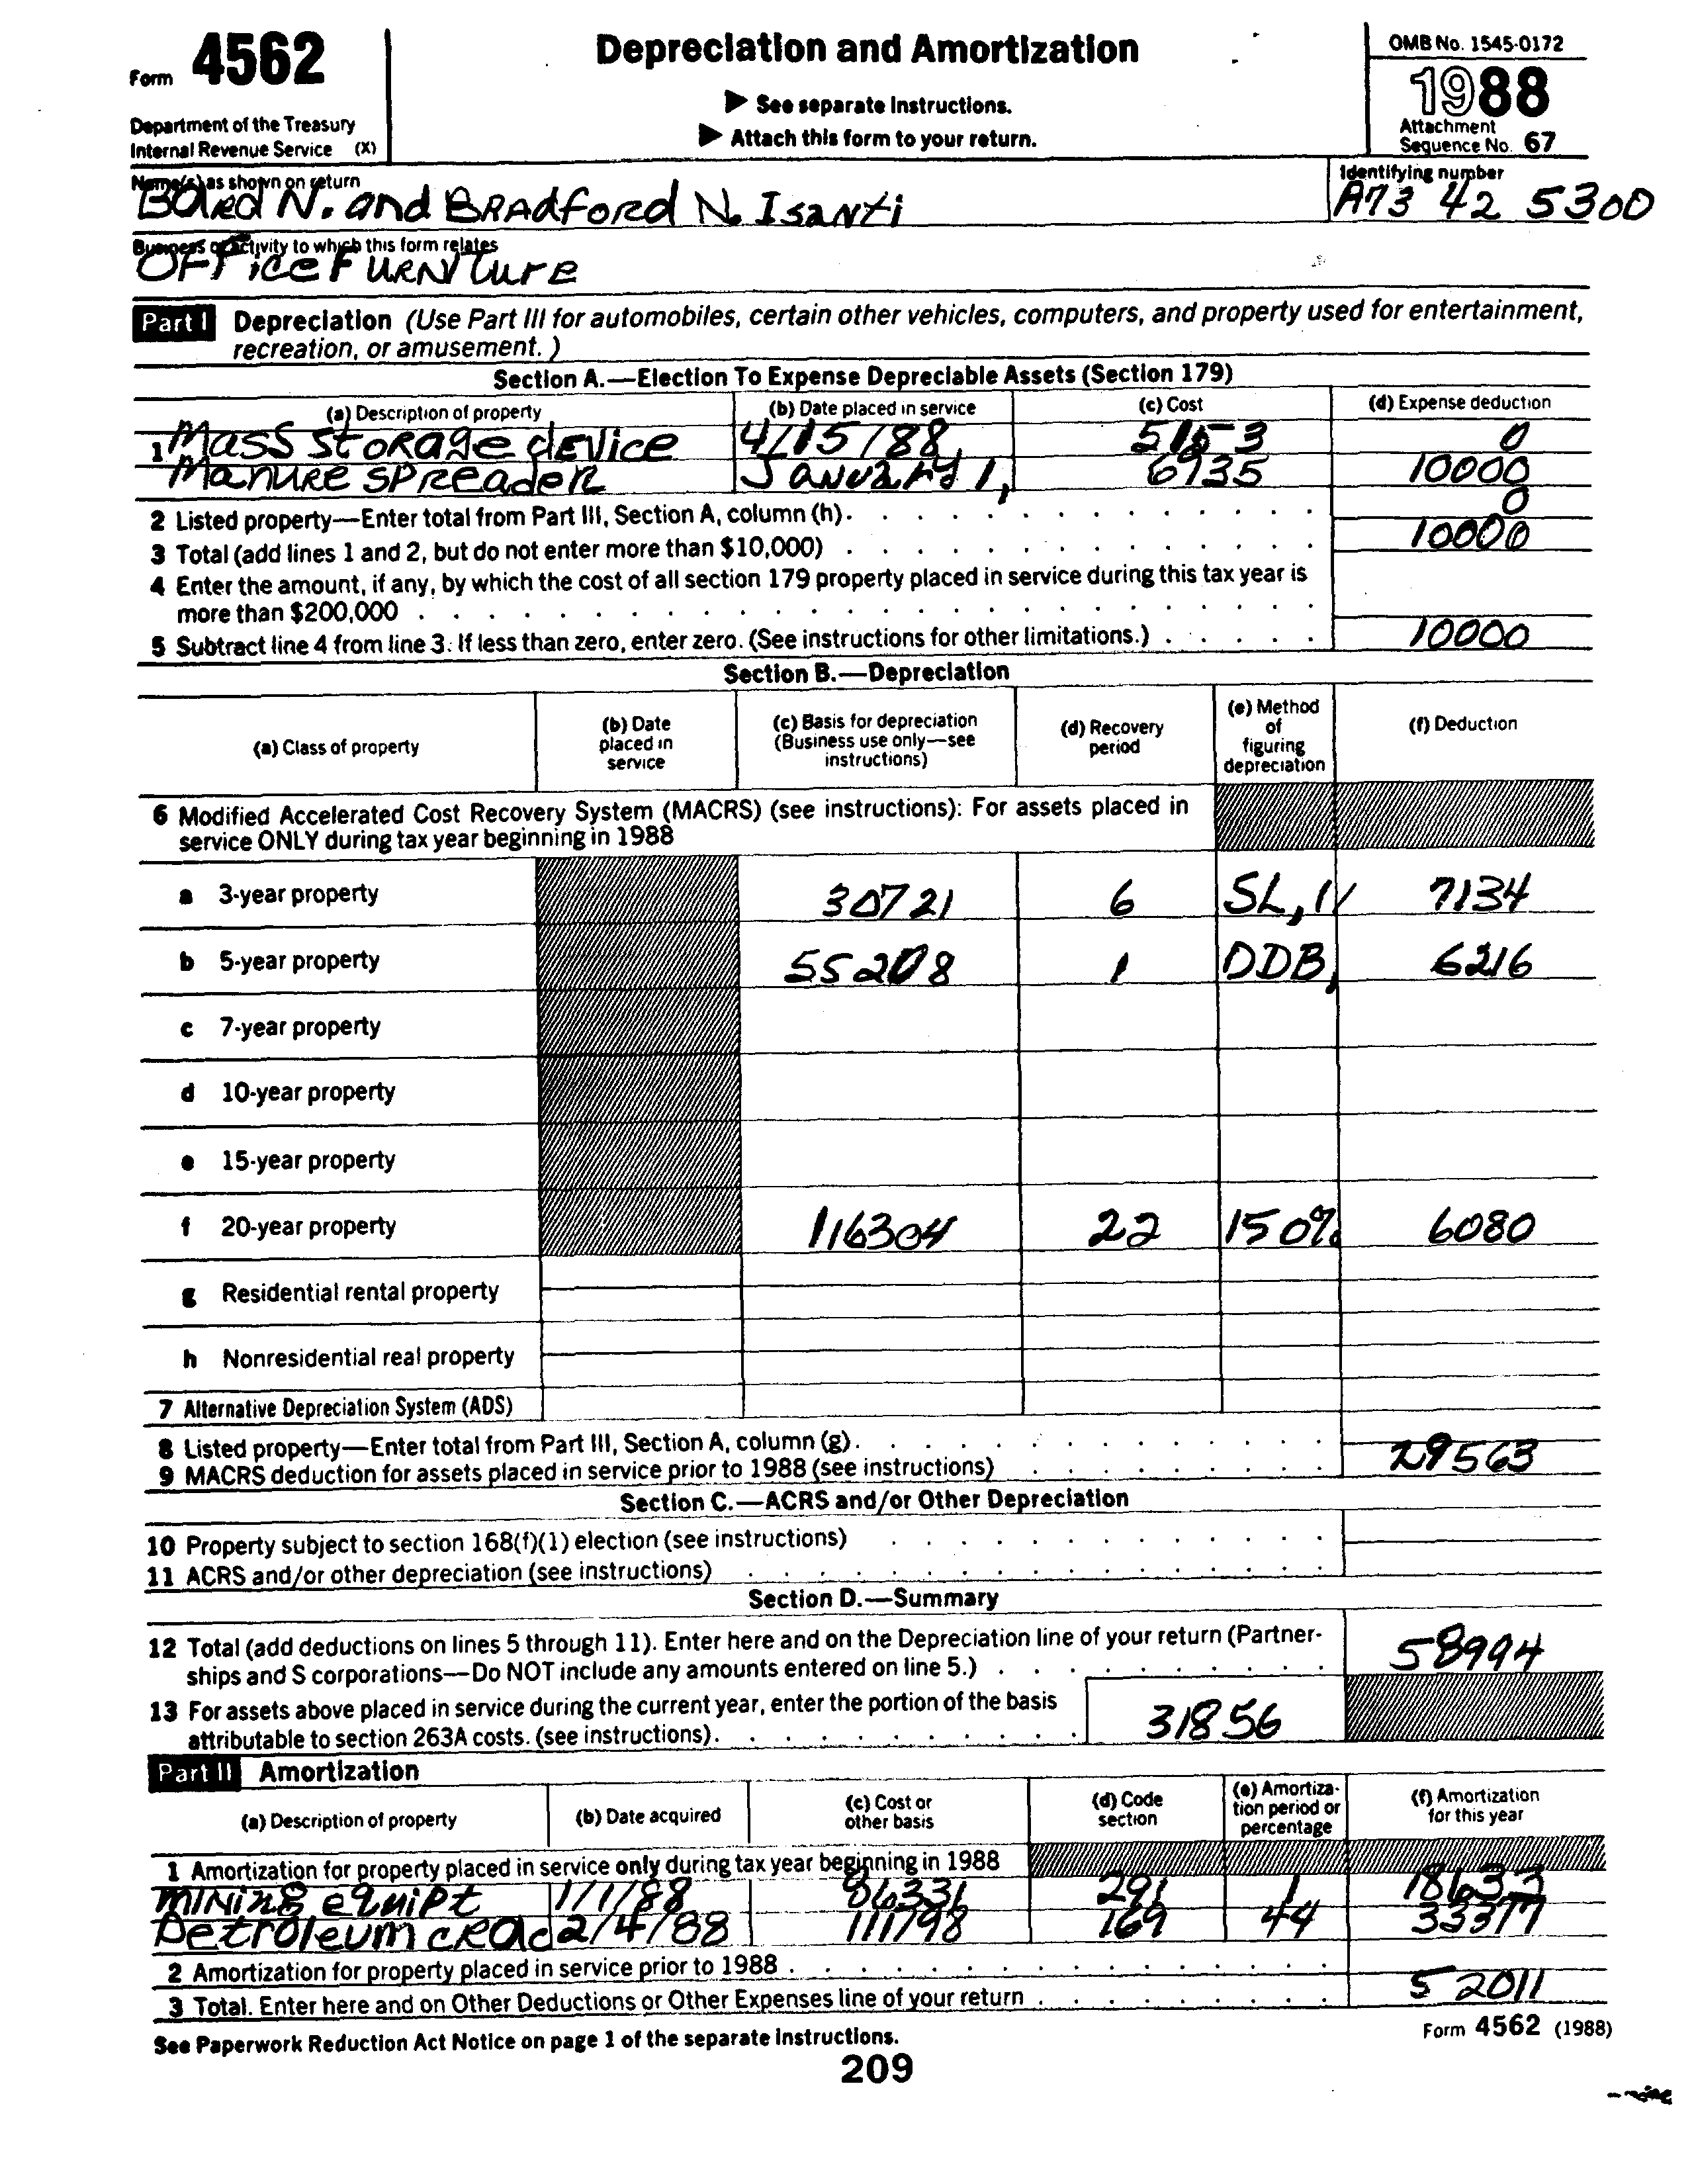 Form 4562
Department of the Treasury
Internal Revenue Service (X)
Depreciation and Amortization
▶ See separate Instructions.
▶ Attach this form to your return.
OMB No. 1545-0172
1988
Attachment
Sequence No. 67
Name(s) as shown on return
BaIRd N. and BRAdfoRd N. IsaNti
Identifying number
A73 42 5300
Business or activity to which this form relates
OFFice FURNiture
Part I Depreciation (Use Part III for automobiles, certain other vehicles, computers, and property used for entertainment,
recreation, or amusement.)
Section A.—Election To Expense Depreciable Assets (Section 179)
(a) Description of property (b) Date placed in service (c) Cost (d) Expense deduction
1 Mass stoRage deVice 4/15/88 5153 0
ManuRe spReadeR JaNuaRy 1, 6935 10000
2 Listed property—Enter total from Part III, Section A, column (h). 0
3 Total (add lines 1 and 2, but do not enter more than $10,000) 10000
4 Enter the amount, if any, by which the cost of all section 179 property placed in service during this tax year is
more than $200,000
5 Subtract line 4 from line 3. If less than zero, enter zero. (See instructions for other limitations.) 10000
Section B.—Depreciation
(a) Class of property
(b) Date placed in service
(c) Basis for depreciation (Business use only—see instructions)
(d) Recovery period
(e) Method of figuring depreciation
(f) Deduction
6 Modified Accelerated Cost Recovery System (MACRS) (see instructions): For assets placed in
service ONLY during tax year beginning in 1988
a 3-year property 30721 6 SL, 1/ 7134
b 5-year property 55208 1 DDB, 6216
c 7-year property
d 10-year property
e 15-year property
f 20-year property 116304 22 150% 6080
g Residential rental property
h Nonresidential real property
7 Alternative Depreciation System (ADS)
8 Listed property—Enter total from Part III, Section A, column (g). 29563
9 MACRS deduction for assets placed in service prior to 1988 (see instructions)
Section C.—ACRS and/or Other Depreciation
10 Property subject to section 168(f)(1) election (see instructions)
11 ACRS and/or other depreciation (see instructions)
Section D.—Summary
12 Total (add deductions on lines 5 through 11). Enter here and on the Depreciation line of your return (Partner-
ships and S corporations—Do NOT include any amounts entered on line 5.) 58994
13 For assets above placed in service during the current year, enter the portion of the basis
attributable to section 263A costs. (see instructions). 31856
Part II Amortization
(a) Description of property
(b) Date acquired
(c) Cost or other basis
(d) Code section
(e) Amortiza-tion period or percentage
(f) Amortization for this year
1 Amortization for property placed in service only during tax year beginning in 1988
MINing equipt 1/1/88 86331 291 1 18633
Petroleum cRac 2/4/88 111798 169 44 33377
2 Amortization for property placed in service prior to 1988
3 Total. Enter here and on Other Deductions or Other Expenses line of your return 52011
See Paperwork Reduction Act Notice on page 1 of the separate Instructions.
Form 4562 (1988)
209